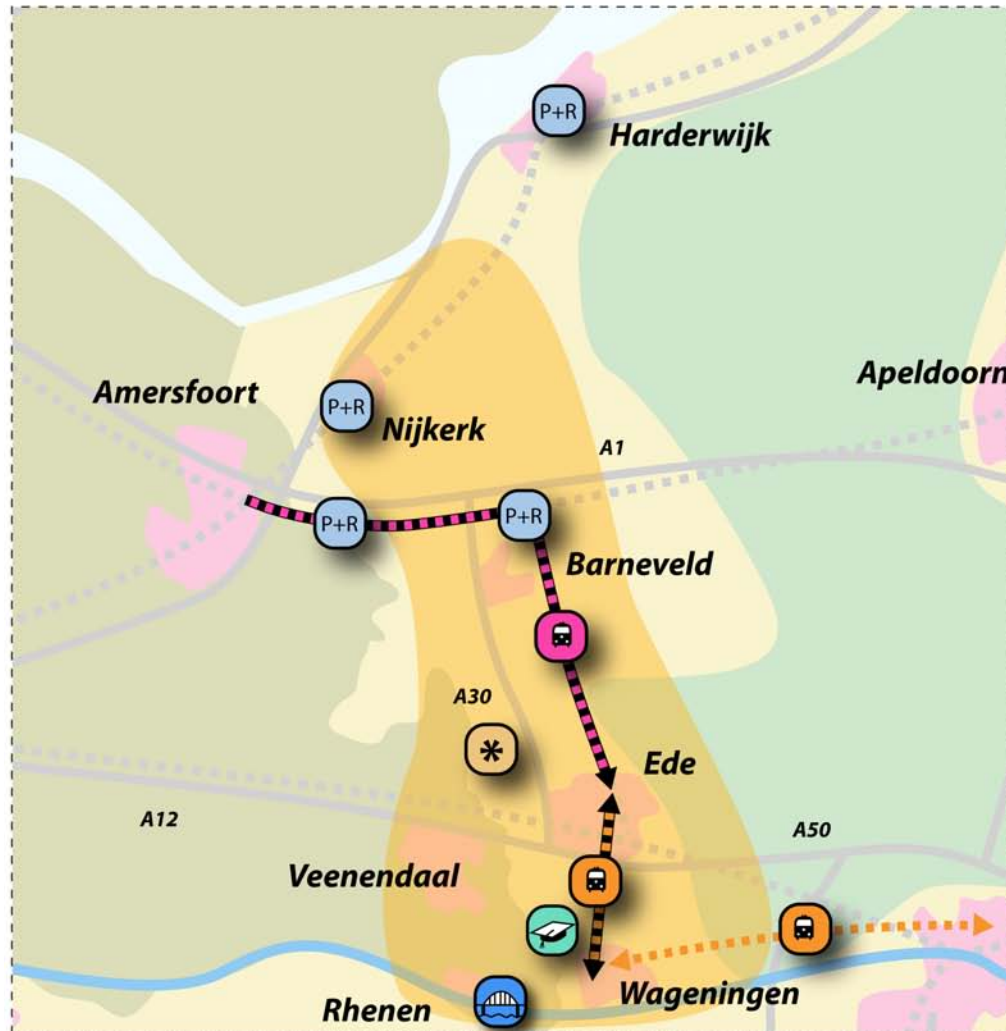 P+R
Harderwijk
Apeldoorn
Amersfoort
P+R
Nijkerk
A1
P+R
P+R
Barneveld
A30
*
Ede
A12
A50
Veenendaal
Wageningen
Rhenen